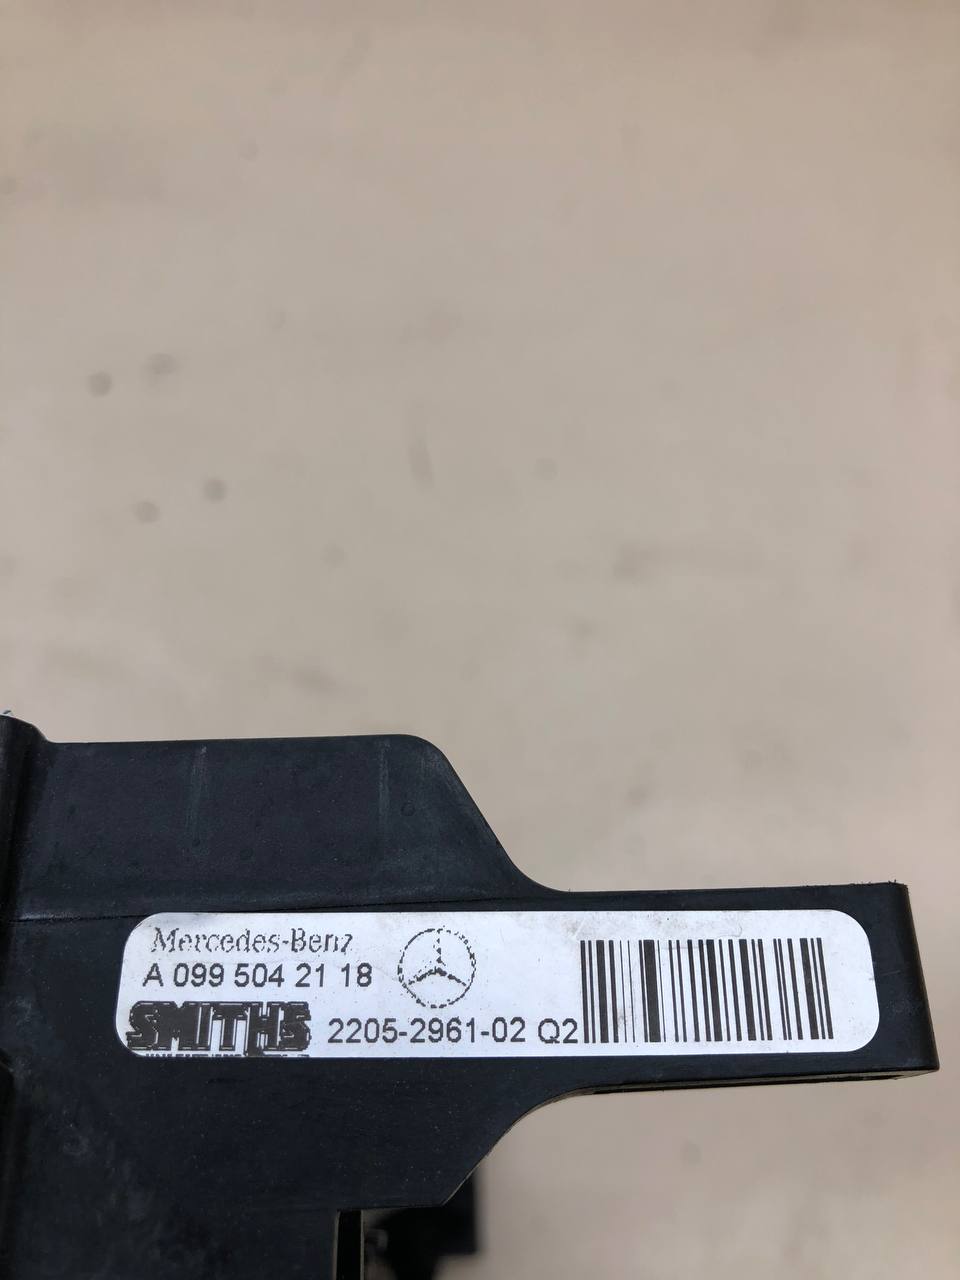 Mercedes-Benz
A 099 504 21 18
SMITHS
2205-2961-02 Q2